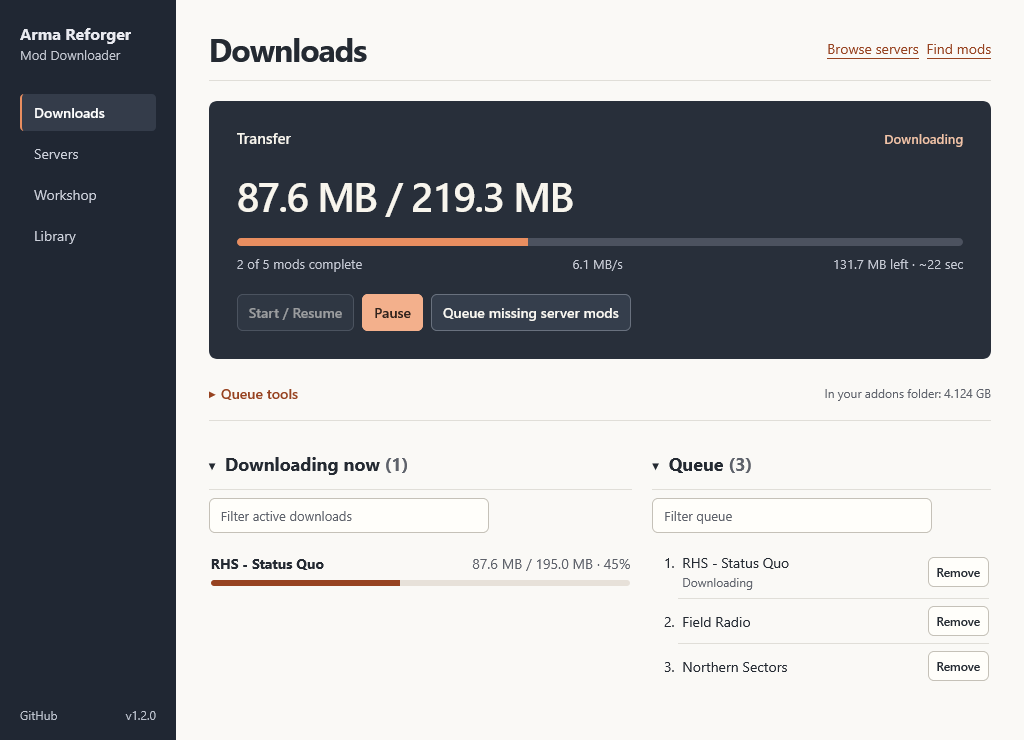 Arma Reforger
Mod Downloader
Downloads
Servers
Workshop
Library
GitHub
v1.2.0
Downloads
Browse servers
Find mods
Transfer
Downloading
87.6 MB / 219.3 MB
2 of 5 mods complete
6.1 MB/s
131.7 MB left · ~22 sec
Start / Resume
Pause
Queue missing server mods
▸ Queue tools
In your addons folder: 4.124 GB
▾ Downloading now (1)
Filter active downloads
RHS - Status Quo
87.6 MB / 195.0 MB · 45%
▾ Queue (3)
Filter queue
1. RHS - Status Quo
Downloading
Remove
2. Field Radio
Remove
3. Northern Sectors
Remove